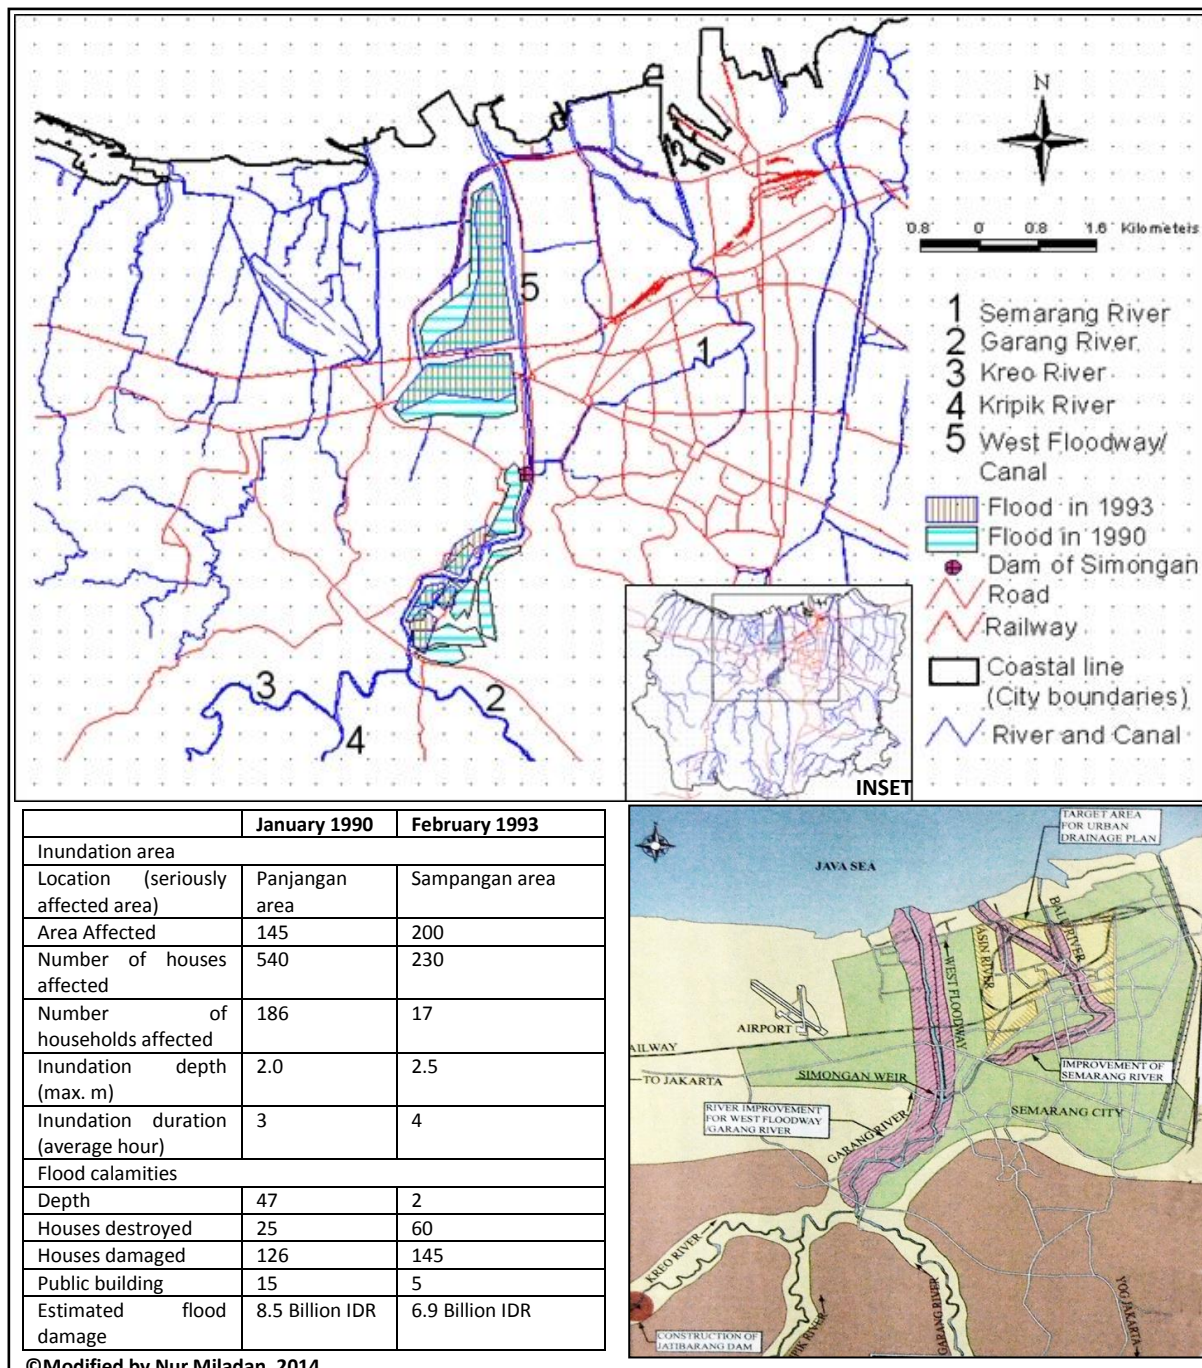 N
0.8 0 0.8 1.6 Kilometers
5
1
3
2
4
1 Semarang River
2 Garang River
3 Kreo River
4 Kripik River
5 West Floodway/
Canal
Flood in 1993
Flood in 1990
Dam of Simongan
Road
Railway
Coastal line
(City boundaries)
River and Canal
INSET
January 1990 February 1993
Inundation area
Location (seriously affected area) Panjangan area Sampangan area
Area Affected 145 200
Number of houses affected 540 230
Number of households affected 186 17
Inundation depth (max. m) 2.0 2.5
Inundation duration (average hour) 3 4
Flood calamities
Depth 47 2
Houses destroyed 25 60
Houses damaged 126 145
Public building 15 5
Estimated flood damage 8.5 Billion IDR 6.9 Billion IDR
©Modified by Nur Miladan, 2014
TARGET AREA
FOR URBAN
DRAINAGE PLAN
JAVA SEA
BALU RIVER
ASIN RIVER
WEST FLOODWAY
AIRPORT
AILWAY
TO JAKARTA
SIMONGAN WEIR
IMPROVEMENT OF
SEMARANG RIVER
RIVER IMPROVEMENT
FOR WEST FLOODWAY
/GARANG RIVER
GARANG RIVER
SEMARANG CITY
KREO RIVER
IPIK RIVER
GARANG RIVER
YOG JAKARTA
CONSTRUCTION OF
JATIBARANG DAM